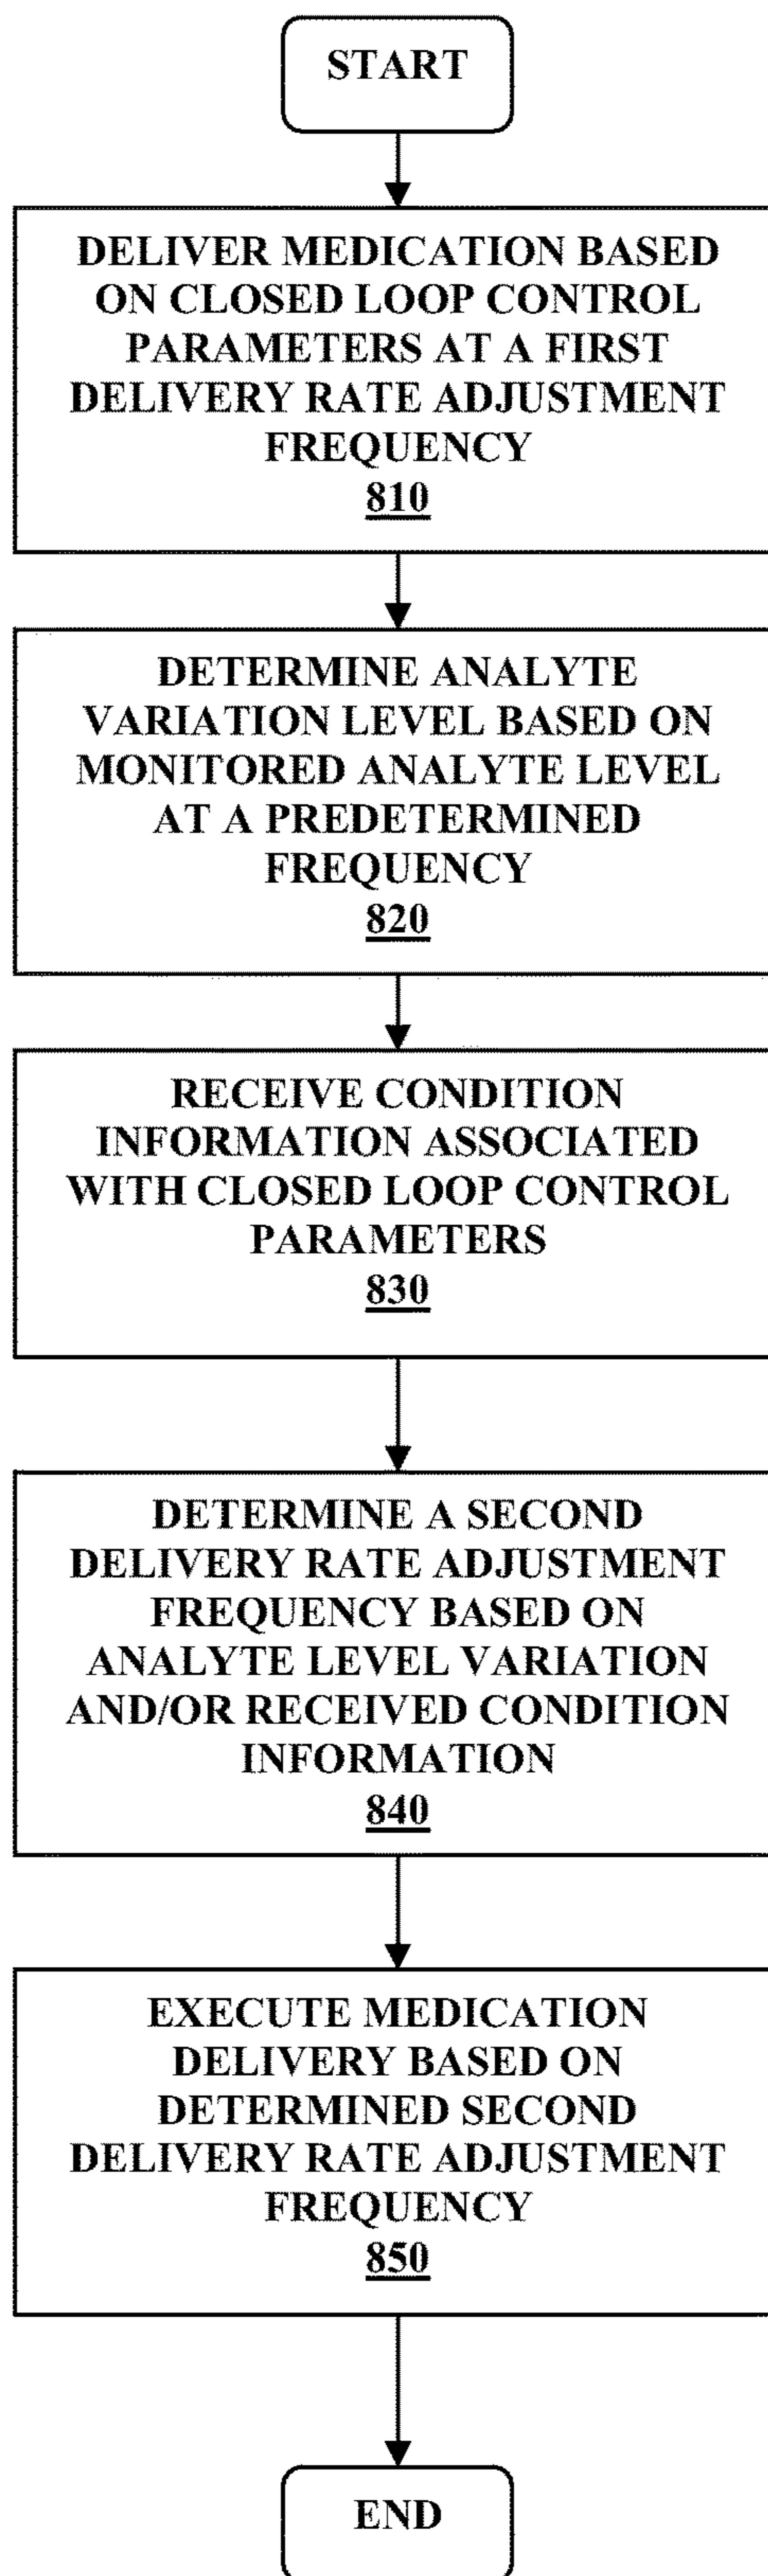 START
DELIVER MEDICATION BASED
ON CLOSED LOOP CONTROL
PARAMETERS AT A FIRST
DELIVERY RATE ADJUSTMENT
FREQUENCY
810
DETERMINE ANALYTE
VARIATION LEVEL BASED ON
MONITORED ANALYTE LEVEL
AT A PREDETERMINED
FREQUENCY
820
RECEIVE CONDITION
INFORMATION ASSOCIATED
WITH CLOSED LOOP CONTROL
PARAMETERS
830
DETERMINE A SECOND
DELIVERY RATE ADJUSTMENT
FREQUENCY BASED ON
ANALYTE LEVEL VARIATION
AND/OR RECEIVED CONDITION
INFORMATION
840
EXECUTE MEDICATION
DELIVERY BASED ON
DETERMINED SECOND
DELIVERY RATE ADJUSTMENT
FREQUENCY
850
END